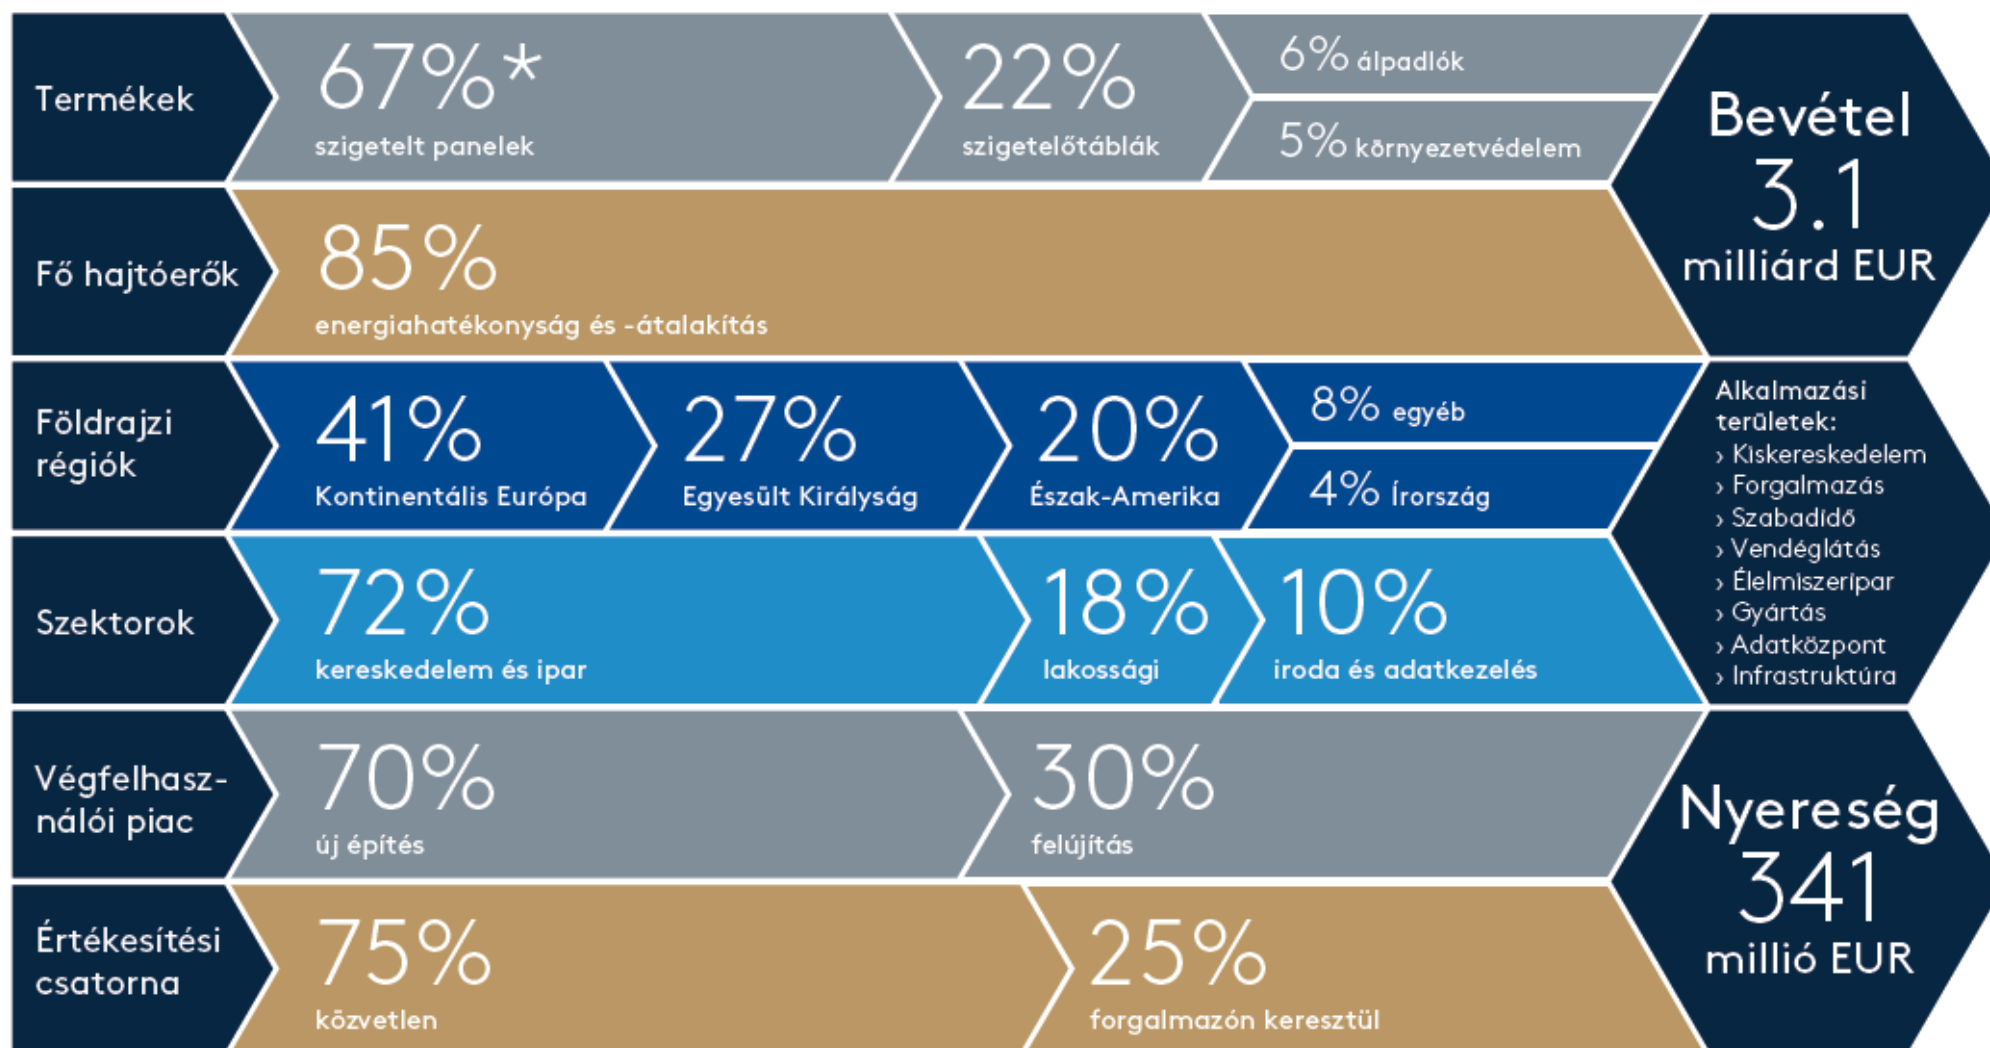 Termékek
67%*
szigetelt panelek
22%
szigetelőtáblák
6% álpadlók
5% környezetvédelem
Bevétel
3.1
milliárd EUR
Fő hajtóerők
85%
energiahatékonyság és -átalakítás
Földrajzi
régiók
41%
Kontinentális Európa
27%
Egyesült Királyság
20%
Észak-Amerika
8% egyéb
4% Írország
Alkalmazási
területek:
› Kiskereskedelem
› Forgalmazás
› Szabadidő
› Vendéglátás
› Élelmiszeripar
› Gyártás
› Adatközpont
› Infrastruktúra
Szektorok
72%
kereskedelem és ipar
18%
lakossági
10%
iroda és adatkezelés
Végfelhasz-
nálói piac
70%
új építés
30%
felújítás
Nyereség
341
millió EUR
Értékesítési
csatorna
75%
közvetlen
25%
forgalmazón keresztül